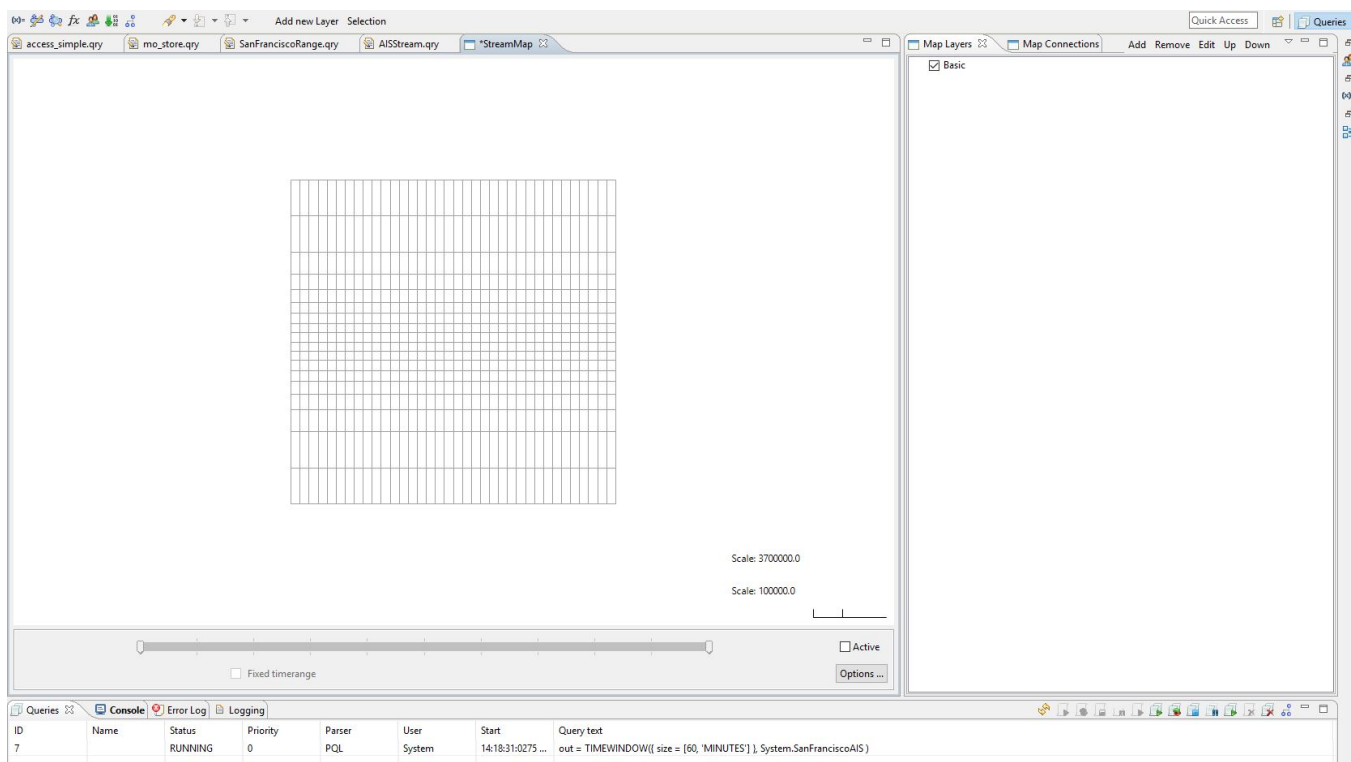 (x)= fx Add new Layer Selection Quick Access Queries
access_simple.qry mo_store.qry SanFranciscoRange.qry AISStream.qry *StreamMap
Map Layers Map Connections Add Remove Edit Up Down
Basic
Scale: 3700000.0
Scale: 100000.0
Active
Fixed timerange
Options ...
Queries Console Error Log Logging
ID Name Status Priority Parser User Start Query text
7 RUNNING 0 PQL System 14:18:31:0275 ... out = TIMEWINDOW({ size = [60, 'MINUTES'] }, System.SanFranciscoAIS )